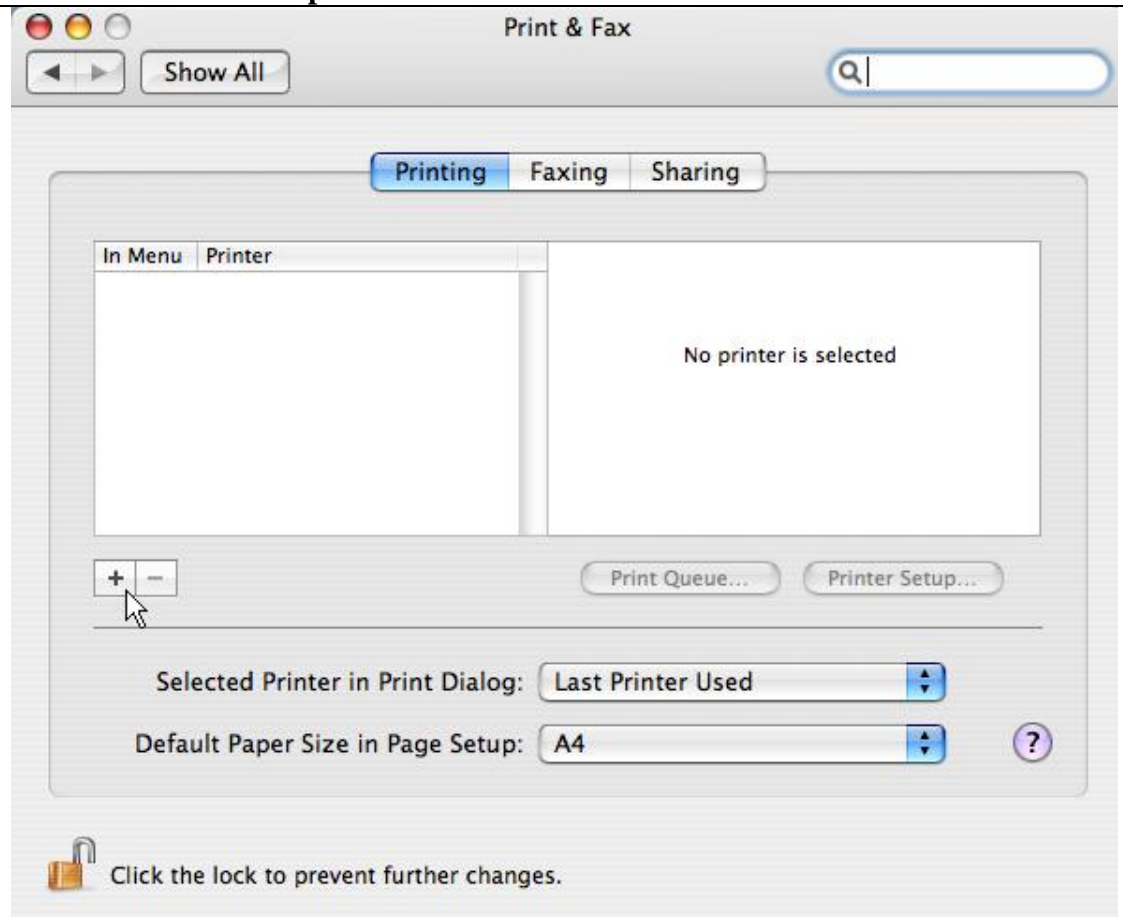 Print & Fax
Show All
Printing Faxing Sharing
In Menu Printer
No printer is selected
+ −
Print Queue... Printer Setup...
Selected Printer in Print Dialog: Last Printer Used
Default Paper Size in Page Setup: A4 ?
Click the lock to prevent further changes.